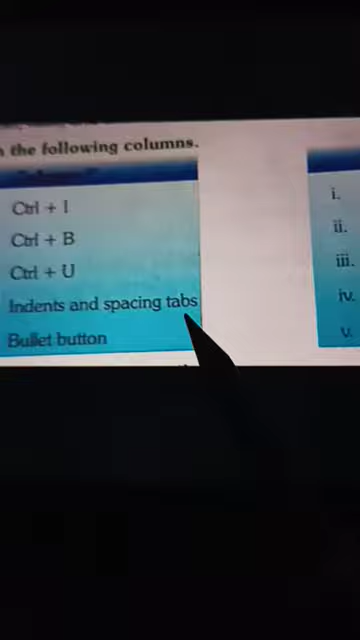 the following columns.
Ctrl + I
i.
Ctrl + B
ii.
Ctrl + U
iii.
Indents and spacing tabs
iv.
Bullet button
v.